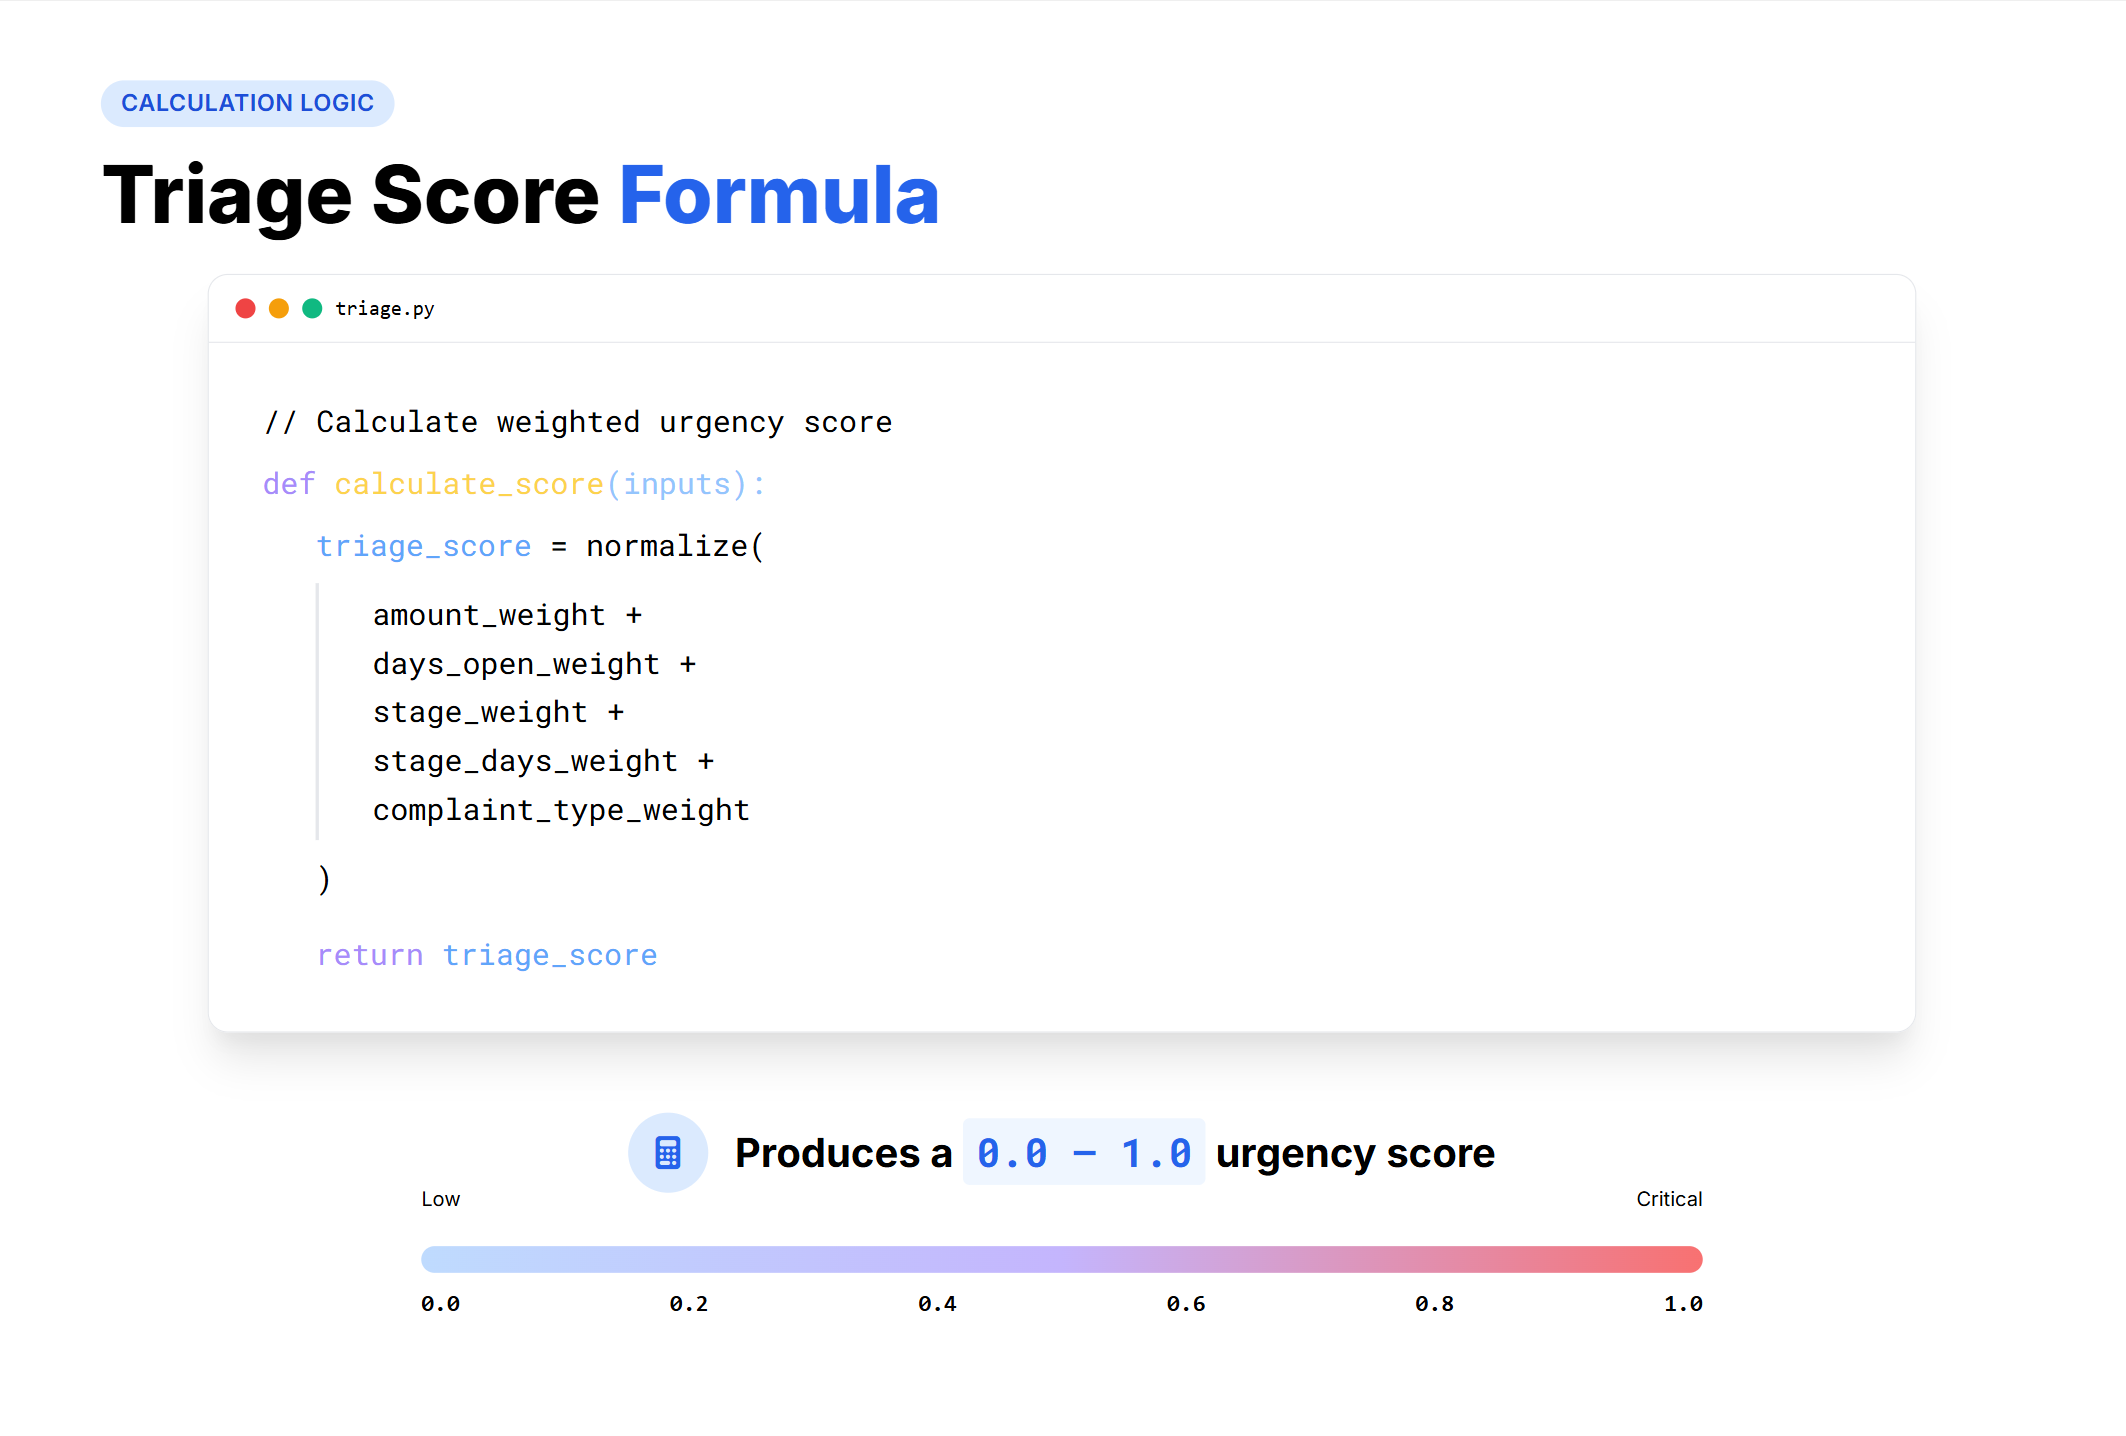 CALCULATION LOGIC
Triage Score Formula
triage.py
// Calculate weighted urgency score
def calculate_score(inputs):
triage_score = normalize(
amount_weight +
days_open_weight +
stage_weight +
stage_days_weight +
complaint_type_weight
)
return triage_score
Produces a 0.0 – 1.0 urgency score
Low Critical
0.0 0.2 0.4 0.6 0.8 1.0